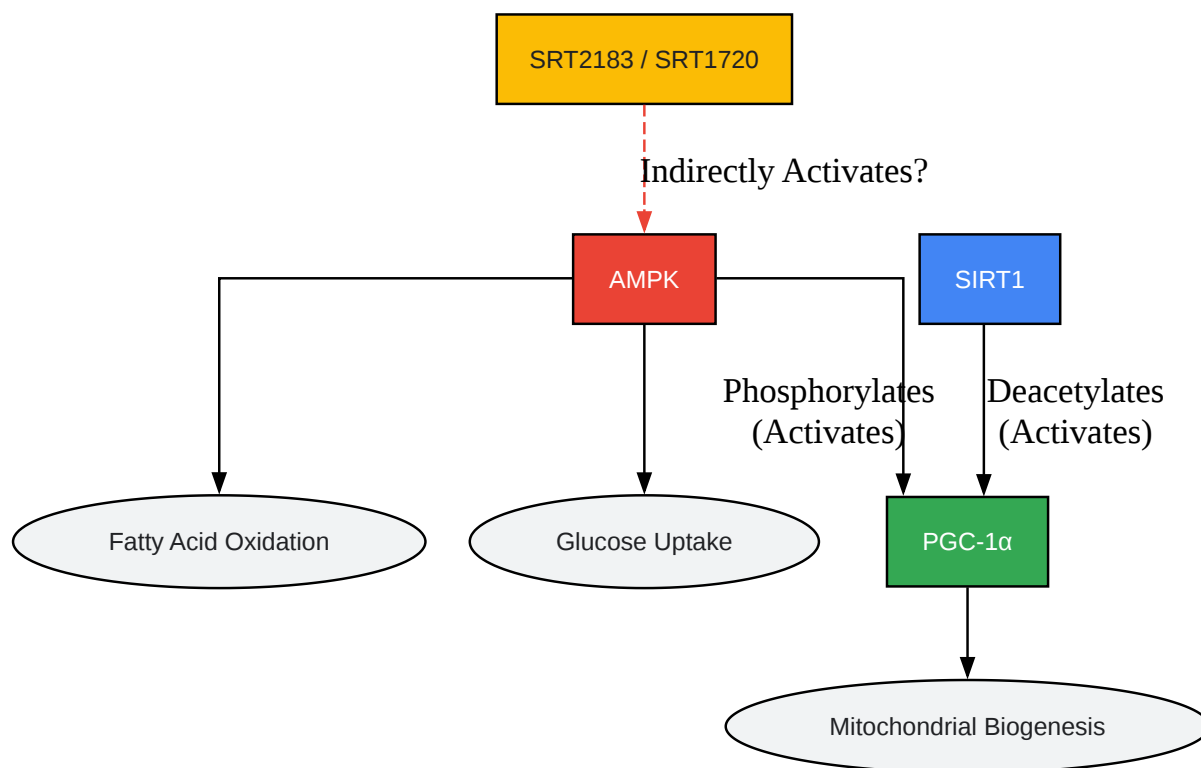 SRT2183 / SRT1720
Indirectly Activates?
AMPK
SIRT1
Phosphorylates
(Activates)
Deacetylates
(Activates)
Fatty Acid Oxidation
Glucose Uptake
PGC-1α
Mitochondrial Biogenesis